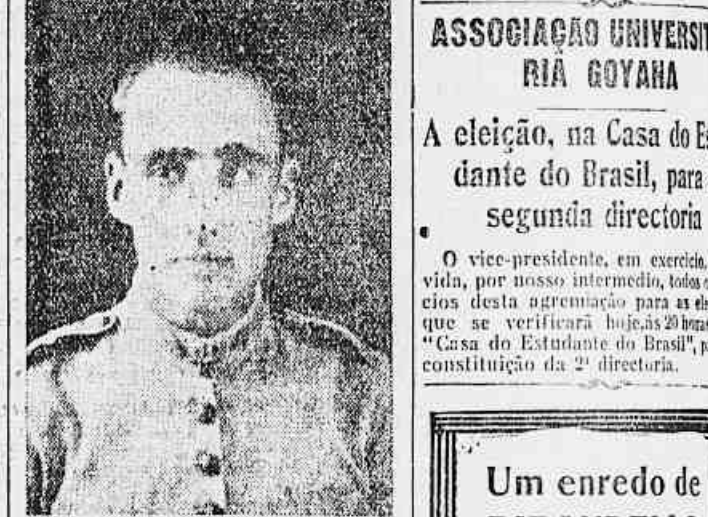 ASSOCIAÇÃO UNIVERSIT
RIA GOYANA
A eleição, na Casa do Es
dante do Brasil, para
segunda directoria
O vice-presidente, em exercicio,
vida, por nosso intermedio, todos o
cios desta agremiação para as ele
que se verificará hoje, ás 20 horas
"Casa do Estudante do Brasil", p
constituição da 2ª directoria.
Um enredo de